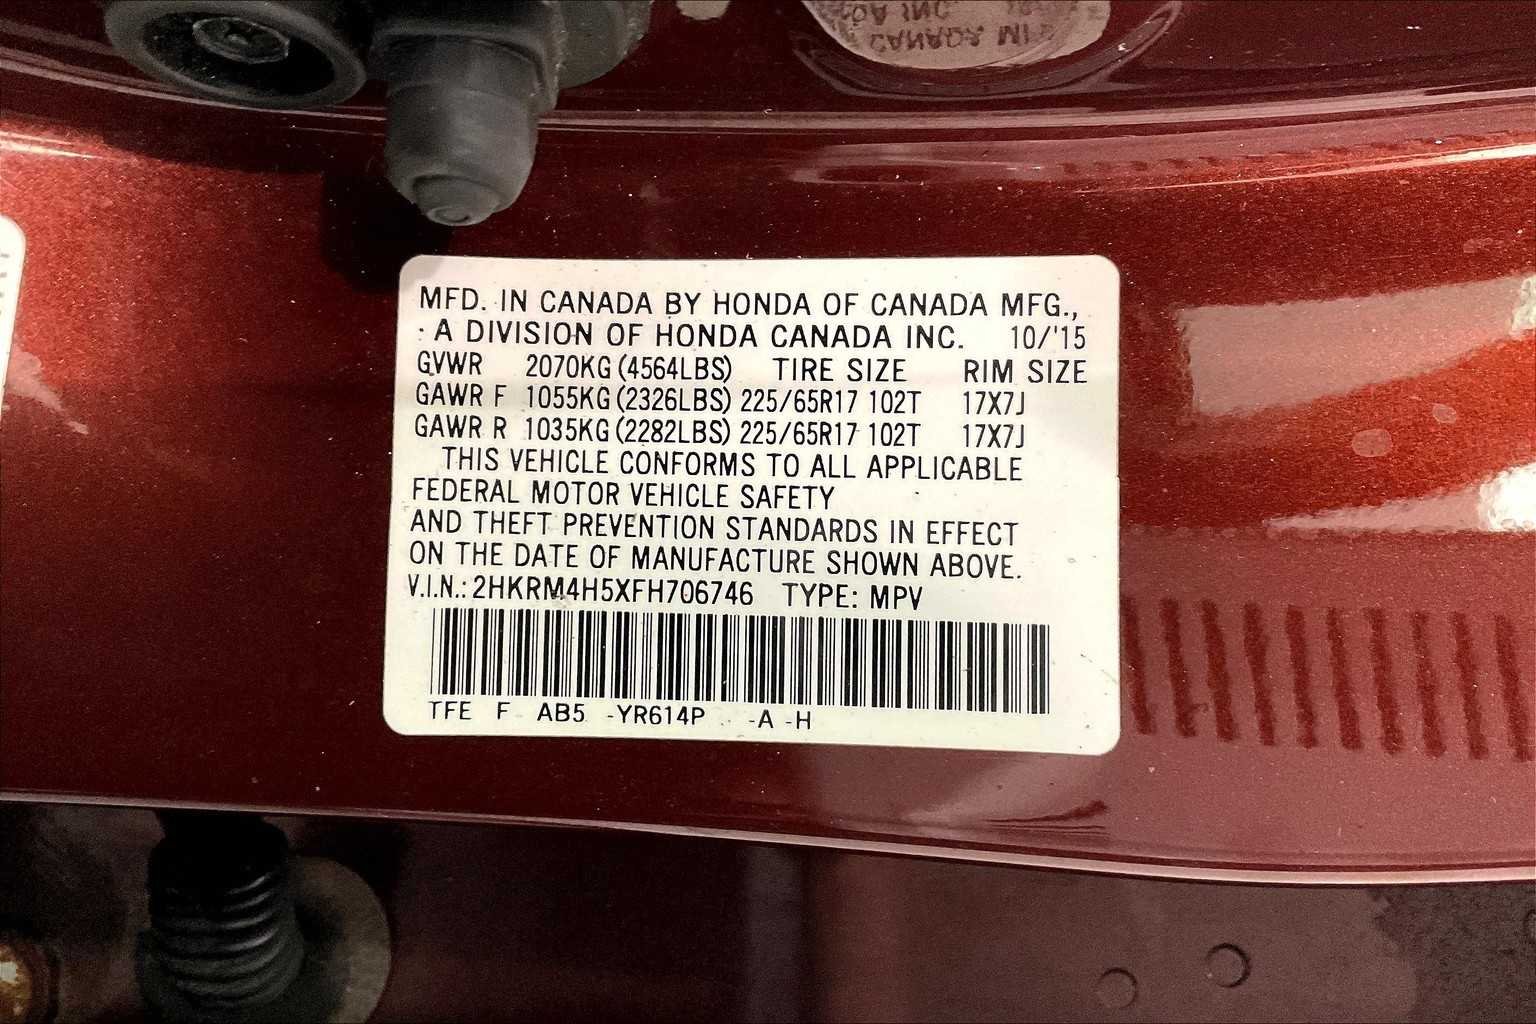 MFD. IN CANADA BY HONDA OF CANADA MFG.,
A DIVISION OF HONDA CANADA INC. 10/'15
GVWR 2070KG (4564LBS) TIRE SIZE RIM SIZE
GAWR F 1055KG (2326LBS) 225/65R17 102T 17X7J
GAWR R 1035KG (2282LBS) 225/65R17 102T 17X7J
THIS VEHICLE CONFORMS TO ALL APPLICABLE
FEDERAL MOTOR VEHICLE SAFETY
AND THEFT PREVENTION STANDARDS IN EFFECT
ON THE DATE OF MANUFACTURE SHOWN ABOVE.
V.I.N.: 2HKRM4H5XFH706746 TYPE: MPV
TFE F AB5 -YR614P -A -H